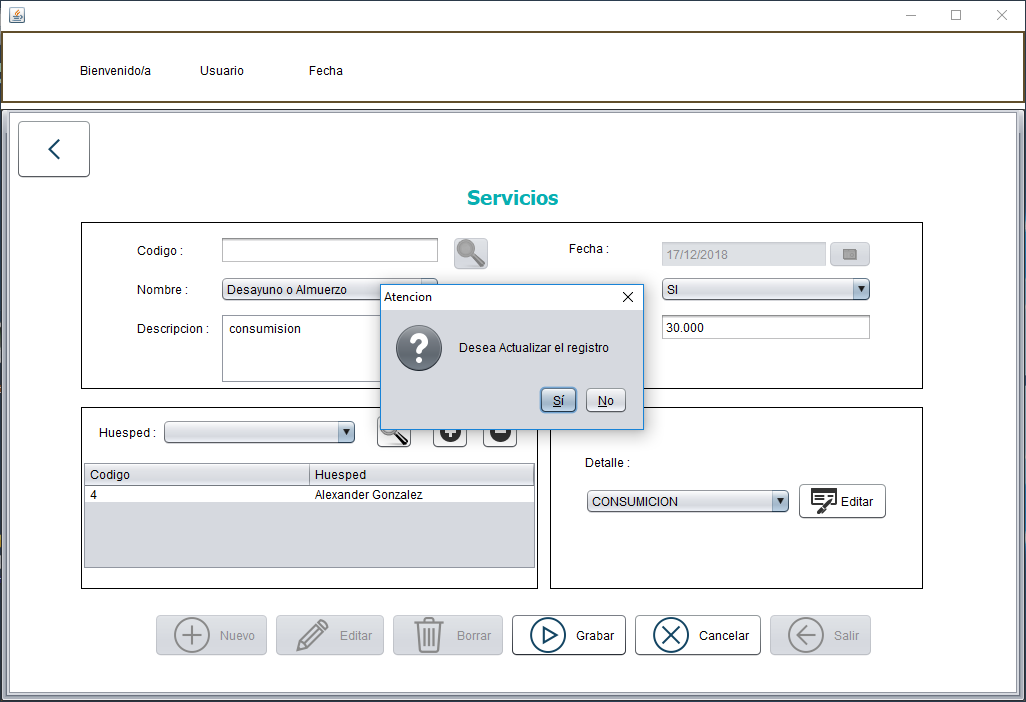 Bienvenido/a Usuario Fecha
Servicios
Codigo :
Fecha :
17/12/2018
Nombre :
Desayuno o Almuerzo
SI
Descripcion :
consumision
30.000
Atencion
Desea Actualizar el registro
Sí No
Huesped :
Codigo Huesped
4 Alexander Gonzalez
Detalle :
CONSUMICION
Editar
Nuevo Editar Borrar Grabar Cancelar Salir